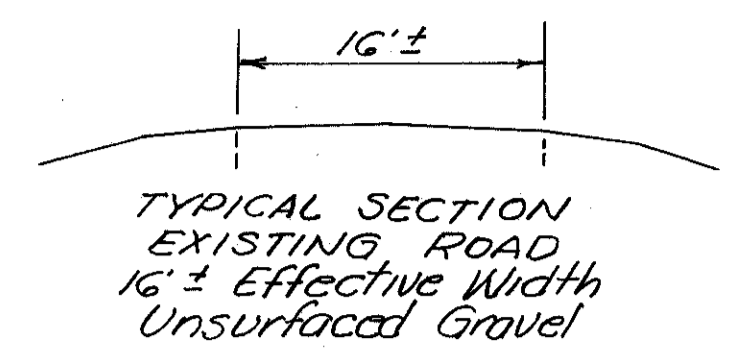 16' ±
TYPICAL SECTION
EXISTING ROAD
16' ± Effective Width
Unsurfaced Gravel